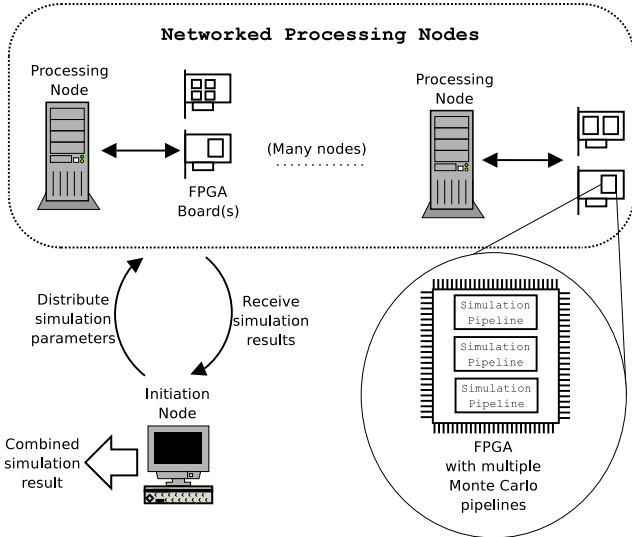 Networked Processing Nodes
Processing
Node
FPGA
Board(s)
(Many nodes)
Processing
Node
Distribute
simulation
parameters
Receive
simulation
results
Initiation
Node
Combined
simulation
result
Simulation
Pipeline
Simulation
Pipeline
Simulation
Pipeline
FPGA
with multiple
Monte Carlo
pipelines